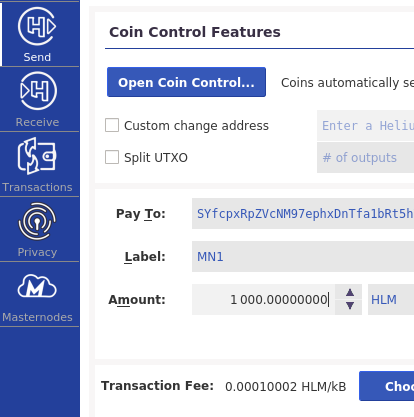 Send
Receive
Transactions
Privacy
Masternodes
Coin Control Features
Open Coin Control... Coins automatically se
Custom change address Enter a Heliu
Split UTXO # of outputs
Pay To: SYfcpxRpZVcNM97ephxDnTfa1bRt5h
Label: MN1
Amount: 1 000.00000000 HLM
Transaction Fee: 0.00010002 HLM/kB Choo